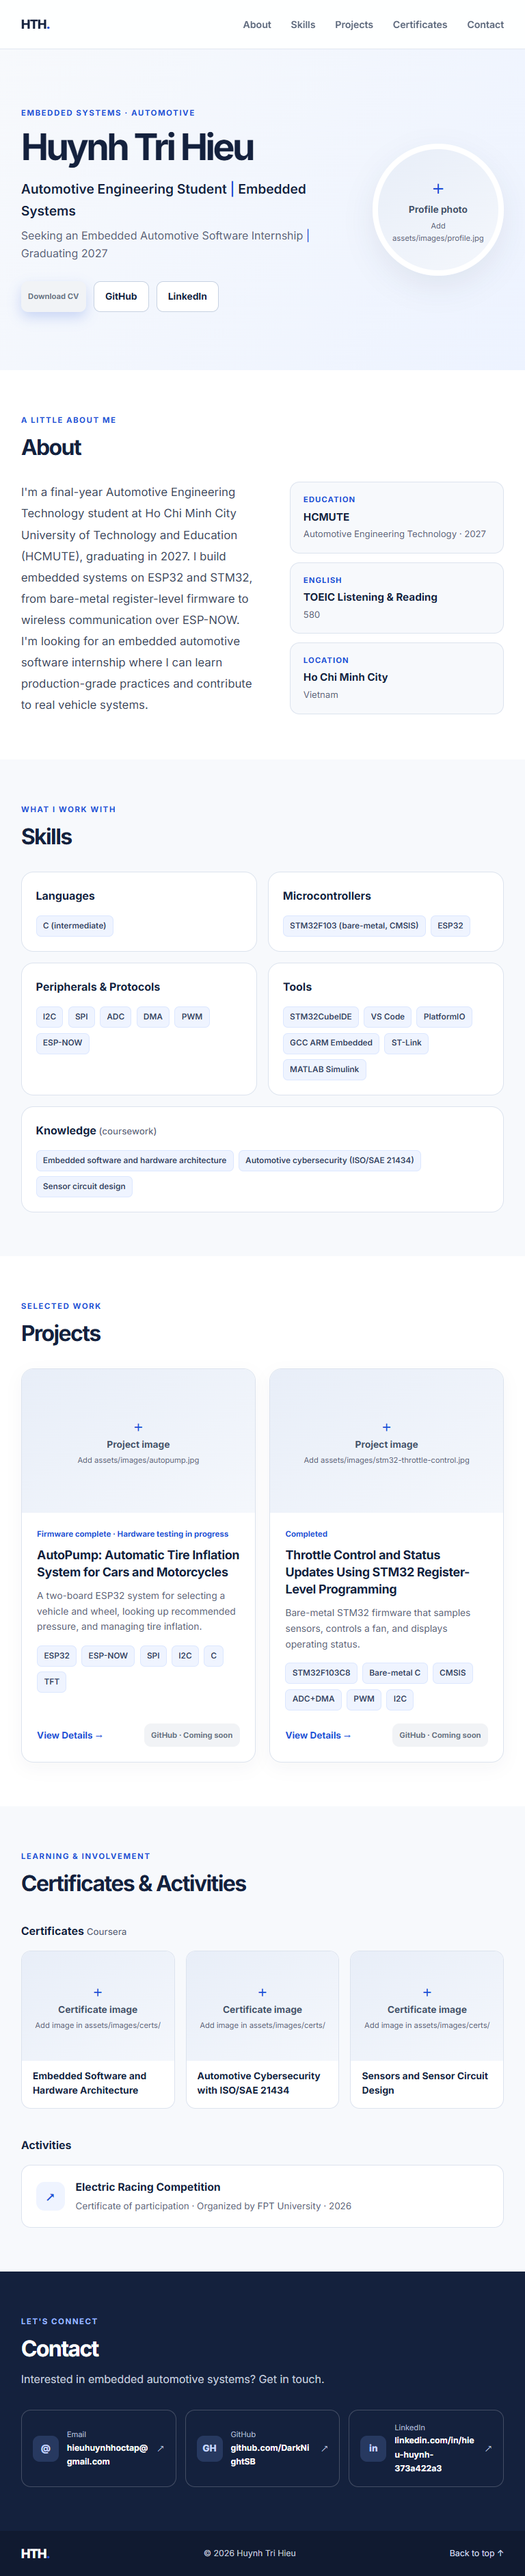 HTH.
About Skills Projects Certificates Contact
EMBEDDED SYSTEMS · AUTOMOTIVE
Huynh Tri Hieu
Automotive Engineering Student | Embedded
Systems
Seeking an Embedded Automotive Software Internship |
Graduating 2027
Download CV GitHub LinkedIn
+
Profile photo
Add
assets/images/profile.jpg
A LITTLE ABOUT ME
About
I'm a final-year Automotive Engineering
Technology student at Ho Chi Minh City
University of Technology and Education
(HCMUTE), graduating in 2027. I build
embedded systems on ESP32 and STM32,
from bare-metal register-level firmware to
wireless communication over ESP-NOW.
I'm looking for an embedded automotive
software internship where I can learn
production-grade practices and contribute
to real vehicle systems.
EDUCATION
HCMUTE
Automotive Engineering Technology · 2027
ENGLISH
TOEIC Listening & Reading
580
LOCATION
Ho Chi Minh City
Vietnam
WHAT I WORK WITH
Skills
Languages
C (intermediate)
Microcontrollers
STM32F103 (bare-metal, CMSIS) ESP32
Peripherals & Protocols
I2C SPI ADC DMA PWM
ESP-NOW
Tools
STM32CubeIDE VS Code PlatformIO
GCC ARM Embedded ST-Link
MATLAB Simulink
Knowledge (coursework)
Embedded software and hardware architecture Automotive cybersecurity (ISO/SAE 21434)
Sensor circuit design
SELECTED WORK
Projects
+
Project image
Add assets/images/autopump.jpg
Firmware complete · Hardware testing in progress
AutoPump: Automatic Tire Inflation
System for Cars and Motorcycles
A two-board ESP32 system for selecting a
vehicle and wheel, looking up recommended
pressure, and managing tire inflation.
ESP32 ESP-NOW SPI I2C C
TFT
View Details → GitHub · Coming soon
+
Project image
Add assets/images/stm32-throttle-control.jpg
Completed
Throttle Control and Status
Updates Using STM32 Register-
Level Programming
Bare-metal STM32 firmware that samples
sensors, controls a fan, and displays
operating status.
STM32F103C8 Bare-metal C CMSIS
ADC+DMA PWM I2C
View Details → GitHub · Coming soon
LEARNING & INVOLVEMENT
Certificates & Activities
Certificates Coursera
+
Certificate image
Add image in assets/images/certs/
Embedded Software and
Hardware Architecture
+
Certificate image
Add image in assets/images/certs/
Automotive Cybersecurity
with ISO/SAE 21434
+
Certificate image
Add image in assets/images/certs/
Sensors and Sensor Circuit
Design
Activities
↗
Electric Racing Competition
Certificate of participation · Organized by FPT University · 2026
LET'S CONNECT
Contact
Interested in embedded automotive systems? Get in touch.
@
Email
hieuhuynhhoctap@
gmail.com
↗
GH
GitHub
github.com/DarkNi
ghtSB
↗
in
LinkedIn
linkedin.com/in/hie
u-huynh-
373a422a3
↗
HTH.
© 2026 Huynh Tri Hieu
Back to top ↑